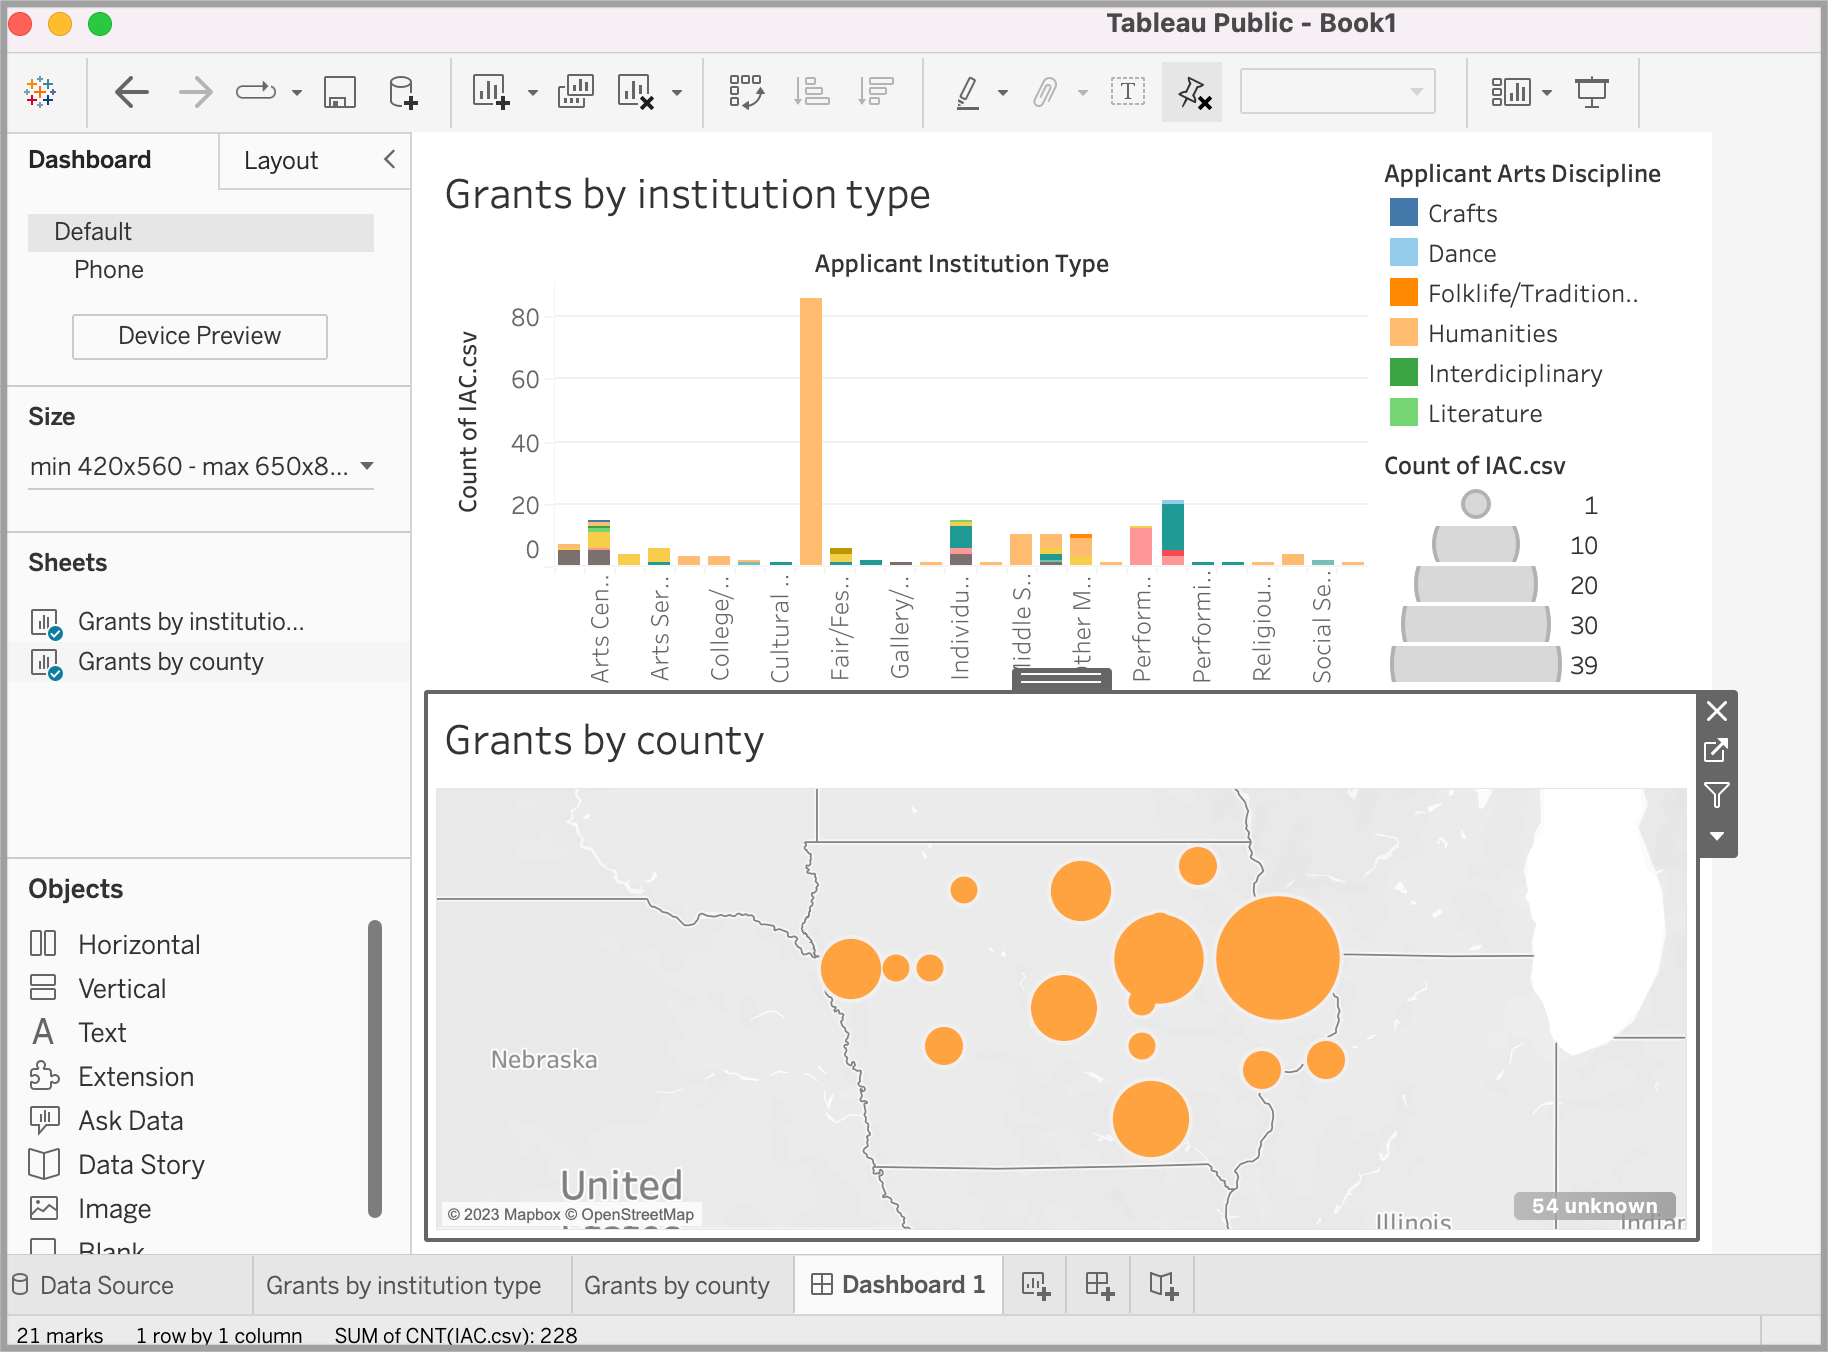 Tableau Public - Book1
Dashboard
Layout
Default
Phone
Device Preview
Size
min 420x560 - max 650x8...
Sheets
Grants by institutio...
Grants by county
Objects
Horizontal
Vertical
Text
Extension
Ask Data
Data Story
Image
Blank
Grants by institution type
Applicant Institution Type
Count of IAC.csv
80
60
40
20
0
Arts Cen..
Arts Ser..
College/..
Cultural ..
Fair/Fes..
Gallery/..
Individu..
Middle S..
Other M..
Perform..
Performi..
Religiou..
Social Se..
Applicant Arts Discipline
Crafts
Dance
Folklife/Tradition..
Humanities
Interdiciplinary
Literature
Count of IAC.csv
1
10
20
30
39
Grants by county
Nebraska
United
Illinois
Indiar
© 2023 Mapbox © OpenStreetMap
54 unknown
Data Source
Grants by institution type
Grants by county
Dashboard 1
21 marks
1 row by 1 column
SUM of CNT(IAC.csv): 228